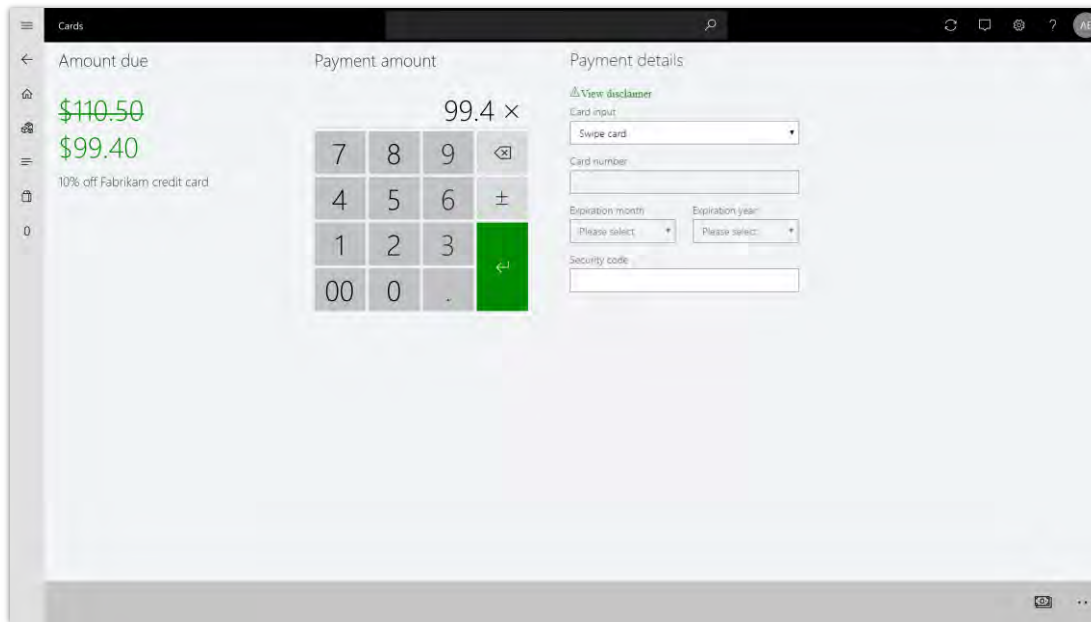 Cards
?
AE
Amount due
$110.50
$99.40
10% off Fabrikam credit card
0
Payment amount
99.4 ×
7 8 9
4 5 6 ±
1 2 3
00 0 .
Payment details
View disclaimer
Card input
Swipe card
Card number
Expiration month Expiration year
Please select Please select
Security code